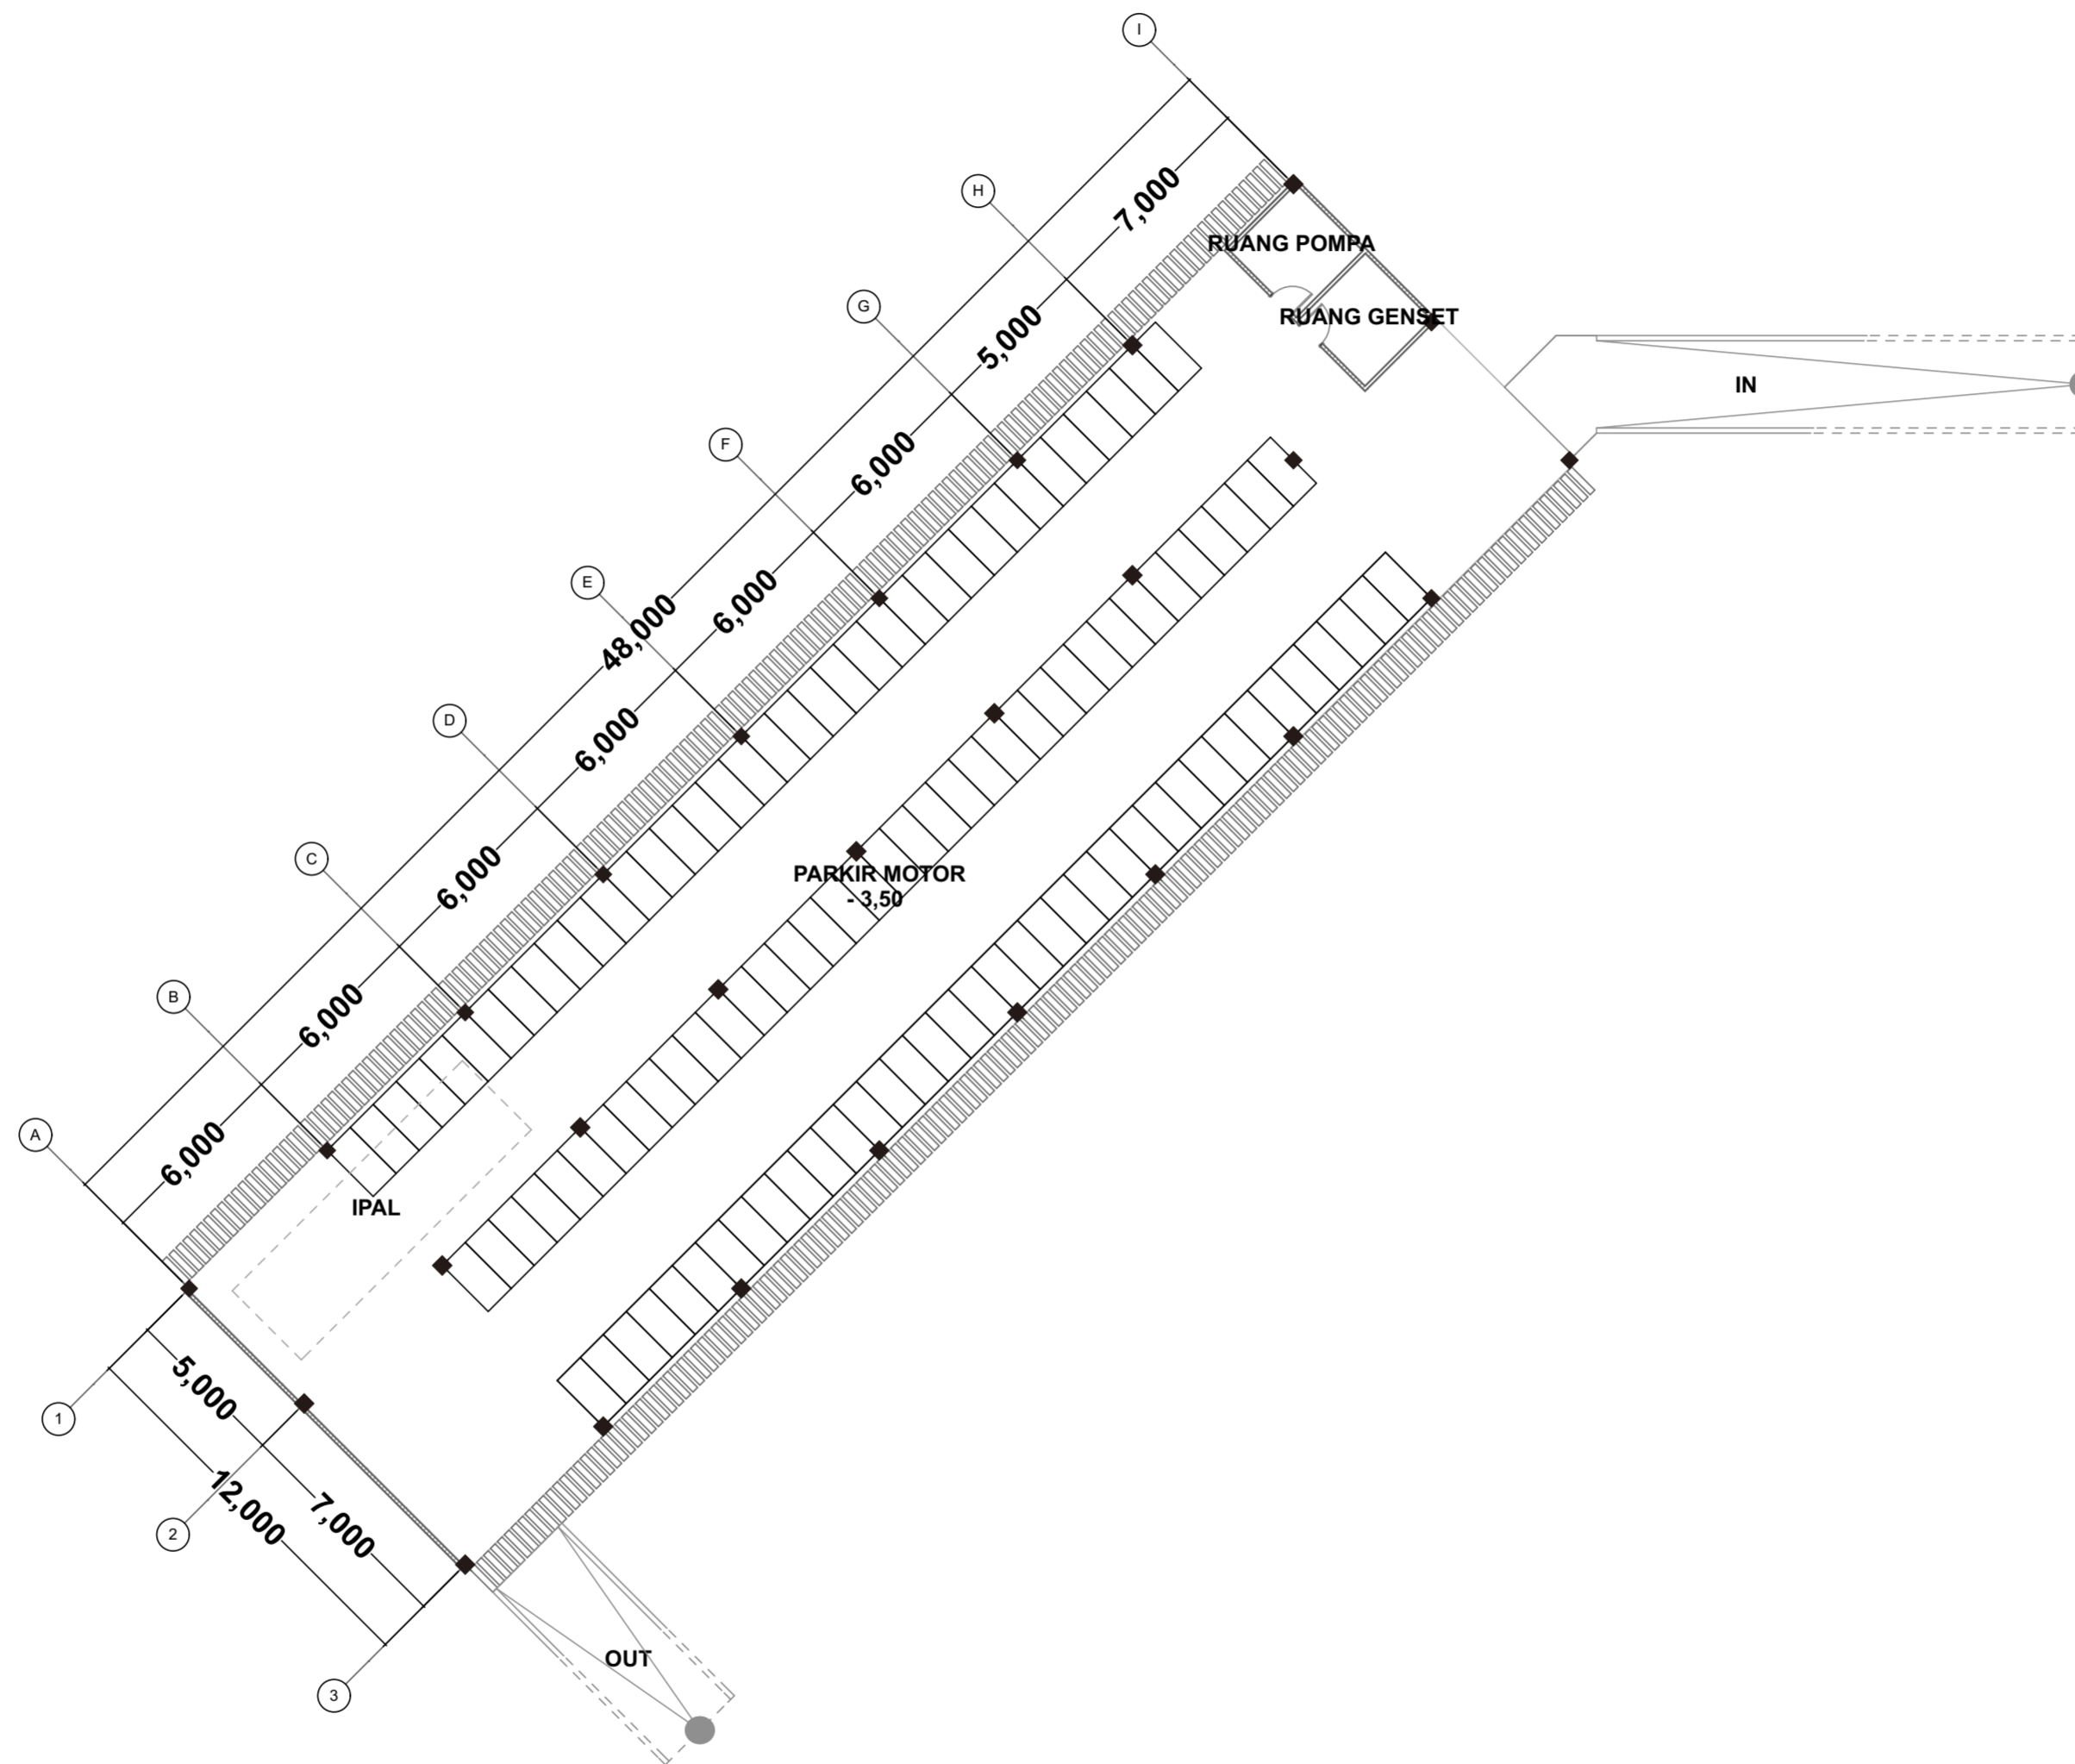 I
H
7,000
RUANG POMPA
G
5,000
RUANG GENSET
IN
F
6,000
E
6,000
48,000
D
6,000
C
PARKIR MOTOR
- 3,50
6,000
B
6,000
A
6,000
IPAL
5,000
1
7,000
12,000
2
OUT
3